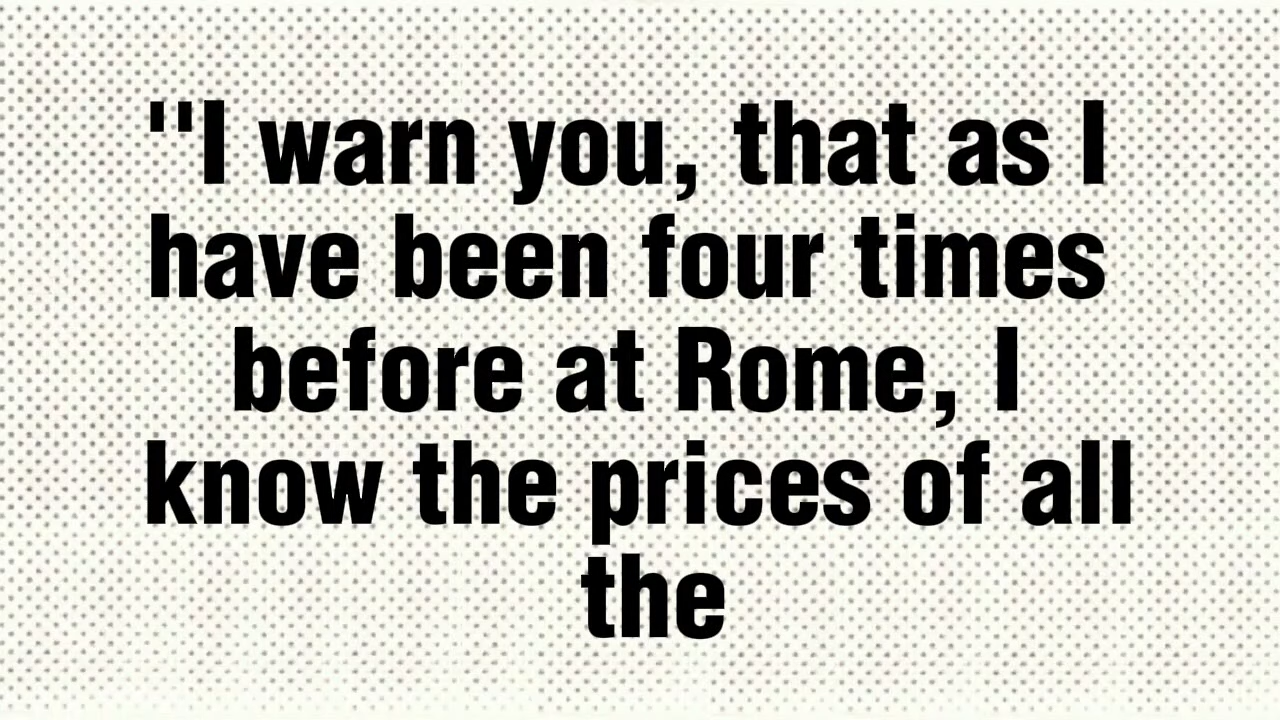 "I warn you, that as I
have been four times
before at Rome, I
know the prices of all
the